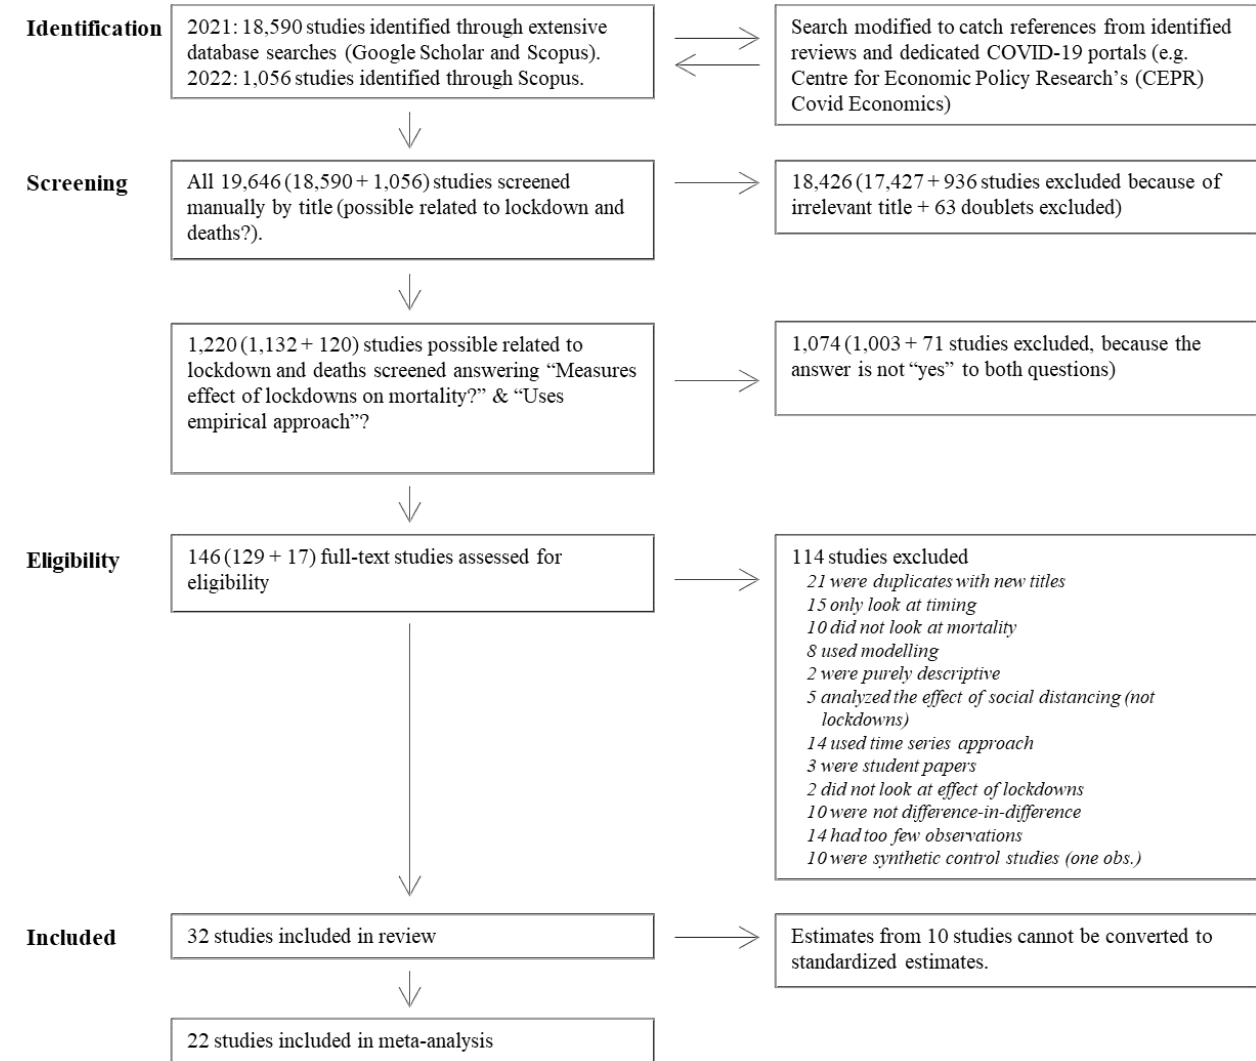 Identification
2021: 18,590 studies identified through extensive
database searches (Google Scholar and Scopus).
2022: 1,056 studies identified through Scopus.
Search modified to catch references from identified
reviews and dedicated COVID-19 portals (e.g.
Centre for Economic Policy Research's (CEPR)
Covid Economics)
Screening
All 19,646 (18,590 + 1,056) studies screened
manually by title (possible related to lockdown and
deaths?).
18,426 (17,427 + 936 studies excluded because of
irrelevant title + 63 doublets excluded)
1,220 (1,132 + 120) studies possible related to
lockdown and deaths screened answering “Measures
effect of lockdowns on mortality?” & “Uses
empirical approach”?
1,074 (1,003 + 71 studies excluded, because the
answer is not “yes” to both questions)
Eligibility
146 (129 + 17) full-text studies assessed for
eligibility
114 studies excluded
21 were duplicates with new titles
15 only look at timing
10 did not look at mortality
8 used modelling
2 were purely descriptive
5 analyzed the effect of social distancing (not
lockdowns)
14 used time series approach
3 were student papers
2 did not look at effect of lockdowns
10 were not difference-in-difference
14 had too few observations
10 were synthetic control studies (one obs.)
Included
32 studies included in review
Estimates from 10 studies cannot be converted to
standardized estimates.
22 studies included in meta-analysis